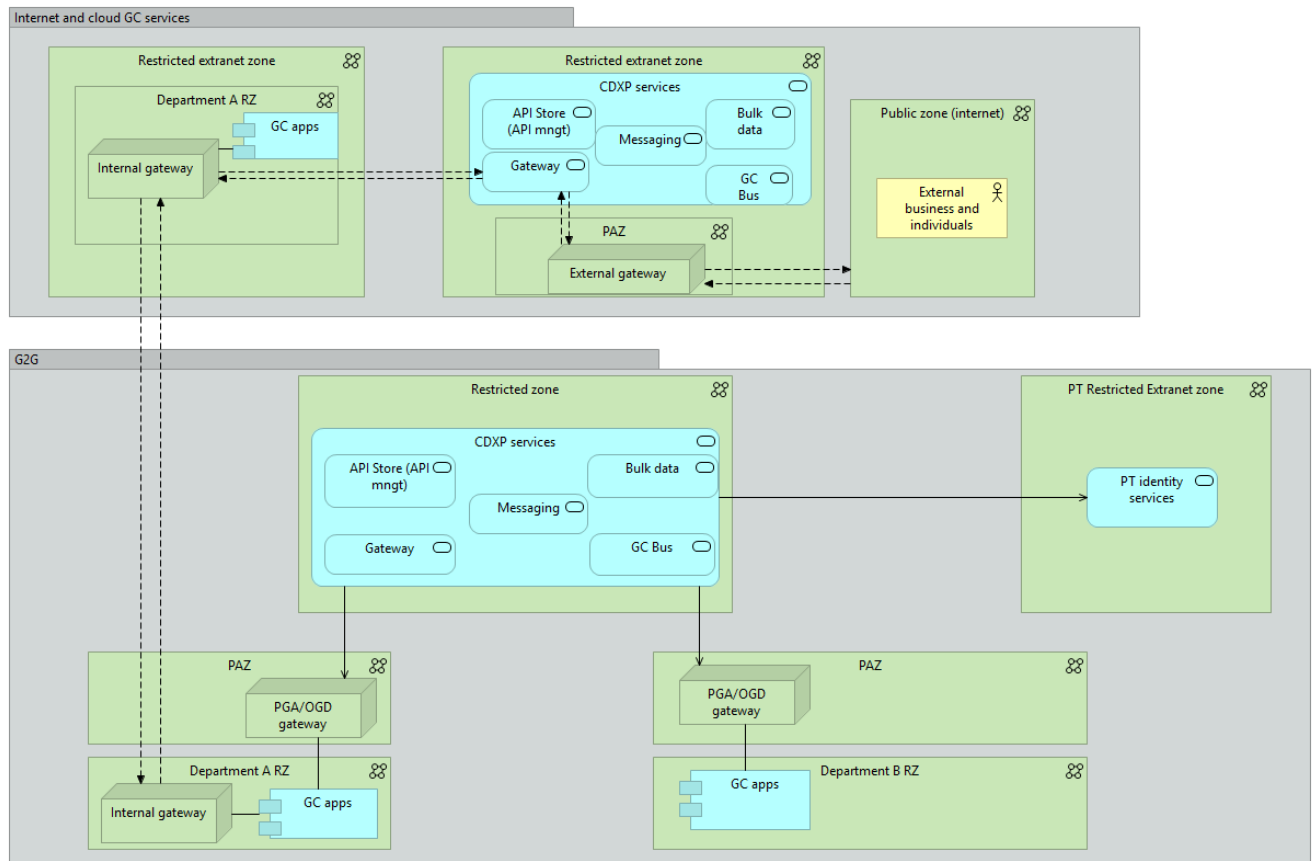 Internet and cloud GC services
Restricted extranet zone
Department A RZ
GC apps
Internal gateway
Restricted extranet zone
CDXP services
API Store
(API mngt)
Messaging
Bulk
data
Gateway
GC
Bus
PAZ
External gateway
Public zone (internet)
External
business and
individuals
G2G
Restricted zone
CDXP services
API Store (API
mngt)
Bulk data
Messaging
Gateway
GC Bus
PT Restricted Extranet zone
PT identity
services
PAZ
PGA/OGD
gateway
Department A RZ
Internal gateway
GC apps
PAZ
PGA/OGD
gateway
Department B RZ
GC apps